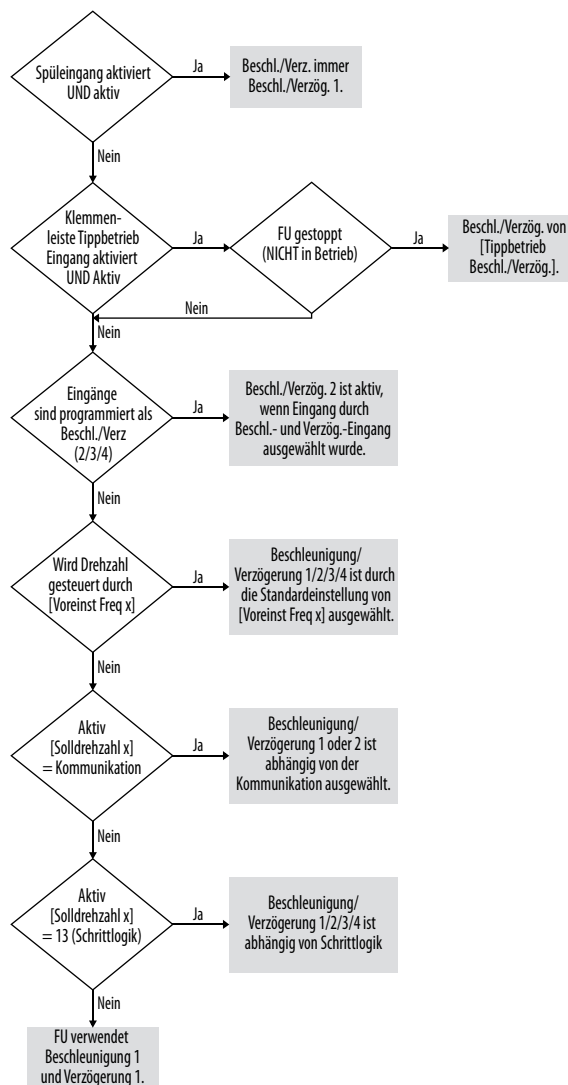 Spüleingang aktiviert
UND aktiv
Ja
Beschl./Verz. immer
Beschl./Verzög. 1.
Nein
Klemmen-
leiste Tippbetrieb
Eingang aktiviert
UND Aktiv
Ja
FU gestoppt
(NICHT in Betrieb)
Ja
Beschl./Verzög. von
[Tippbetrieb
Beschl./Verzög.].
Nein
Nein
Eingänge
sind programmiert als
Beschl./Verz
(2/3/4)
Ja
Beschl./Verzög. 2 ist aktiv,
wenn Eingang durch
Beschl.- und Verzög.-Eingang
ausgewählt wurde.
Nein
Wird Drehzahl
gesteuert durch
[Voreinst Freq x]
Ja
Beschleunigung/
Verzögerung 1/2/3/4 ist durch
die Standardeinstellung von
[Voreinst Freq x] ausgewählt.
Nein
Aktiv
[Solldrehzahl x]
= Kommunikation
Ja
Beschleunigung/
Verzögerung 1 oder 2 ist
abhängig von der
Kommunikation ausgewählt.
Nein
Aktiv
[Solldrehzahl x]
= 13 (Schrittlogik)
Ja
Beschleunigung/
Verzögerung 1/2/3/4 ist
abhängig von Schrittlogik
Nein
FU verwendet
Beschleunigung 1
und Verzögerung 1.